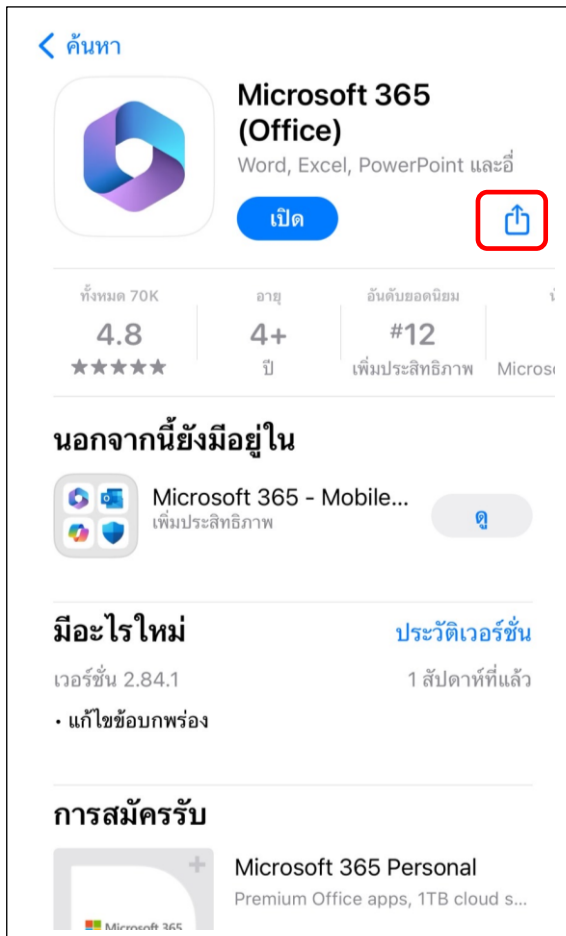 ค้นหา
Microsoft 365
(Office)
Word, Excel, PowerPoint และอื่
เปิด
ทั้งหมด 70K
อายุ
อันดับยอดนิยม
4.8
4+
#12
★★★★★
ปี
เพิ่มประสิทธิภาพ
Micros
นอกจากนี้ยังมีอยู่ใน
Microsoft 365 - Mobile...
เพิ่มประสิทธิภาพ
ดู
มีอะไรใหม่
ประวัติเวอร์ชั่น
เวอร์ชั่น 2.84.1
1 สัปดาห์ที่แล้ว
• แก้ไขข้อบกพร่อง
การสมัครรับ
Microsoft 365 Personal
Premium Office apps, 1TB cloud s...
Microsoft 365